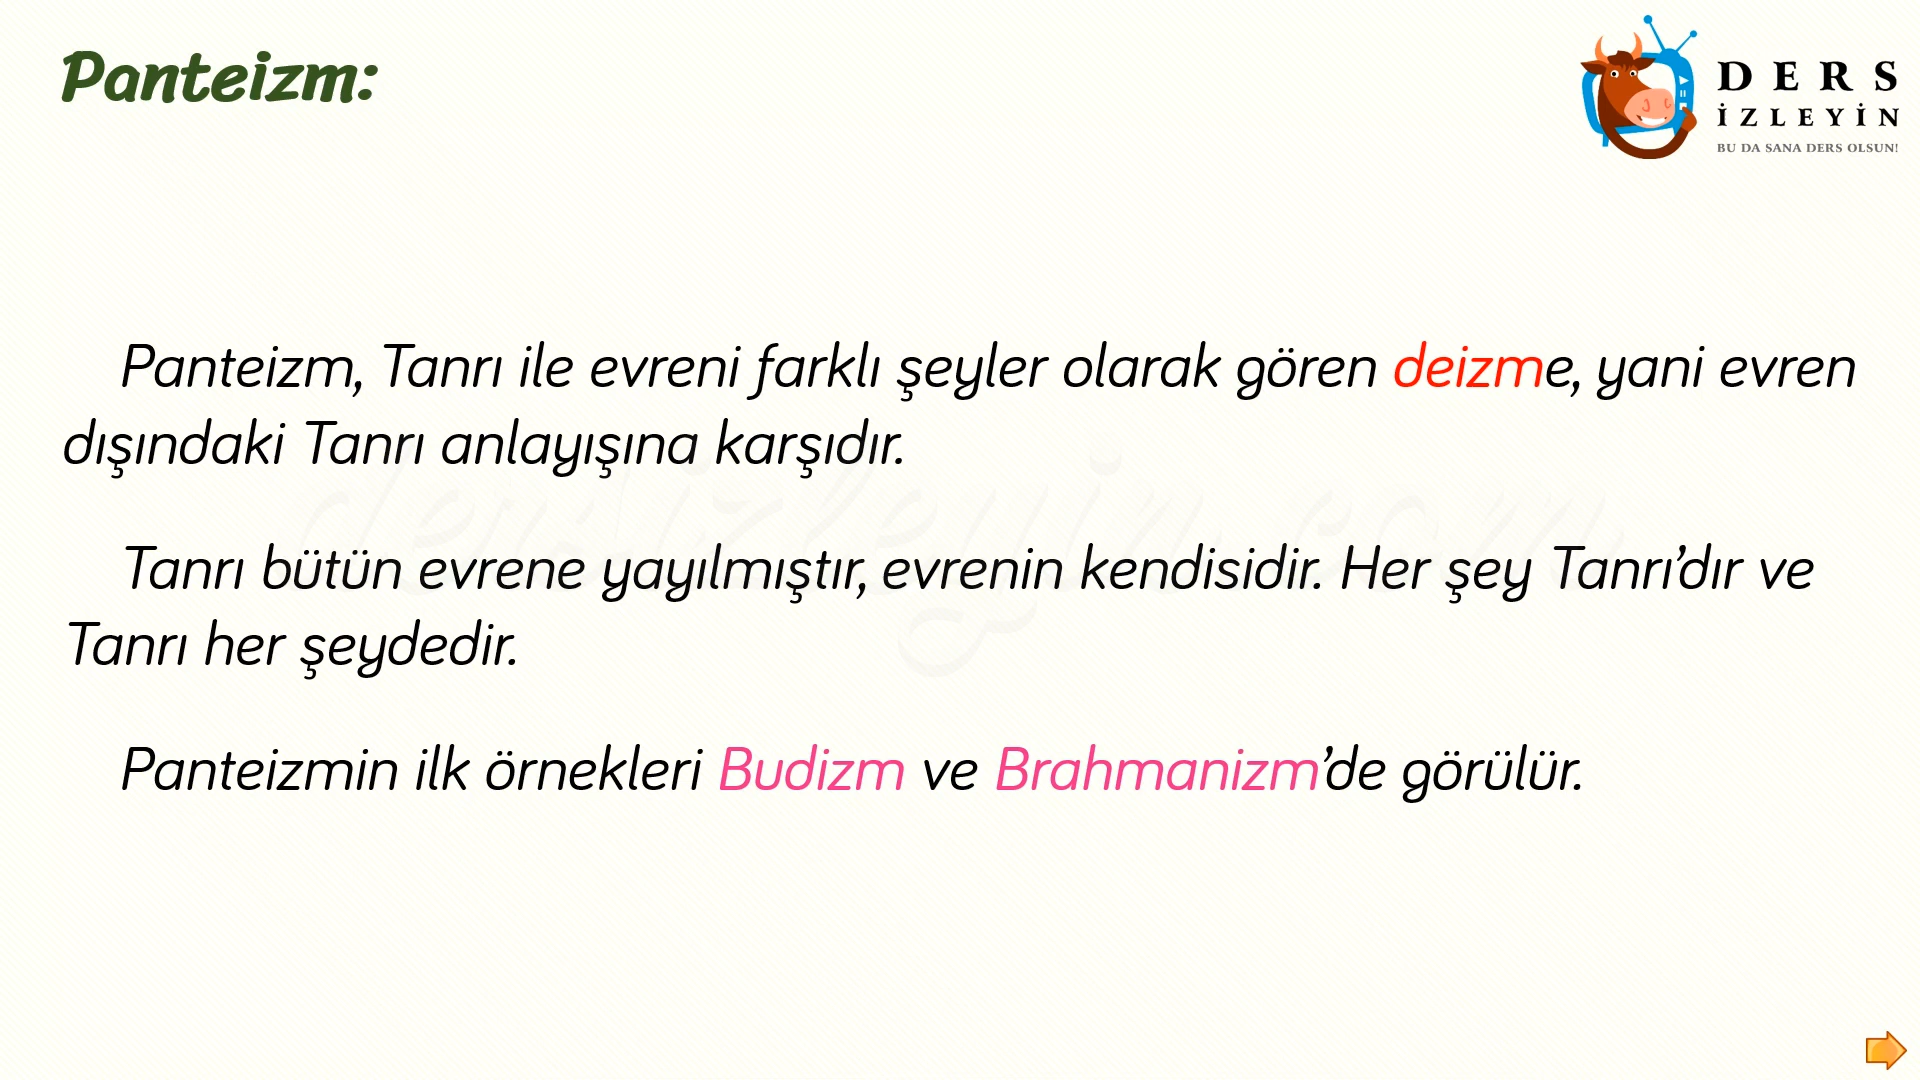 Panteizm:
DERS
İZLEYİN
BU DA SANA DERS OLSUN!
Panteizm, Tanrı ile evreni farklı şeyler olarak gören deizme, yani evren
dışındaki Tanrı anlayışına karşıdır.
dersizleyin.com
Tanrı bütün evrene yayılmıştır, evrenin kendisidir. Her şey Tanrı’dır ve
Tanrı her şeydedir.
Panteizmin ilk örnekleri Budizm ve Brahmanizm’de görülür.